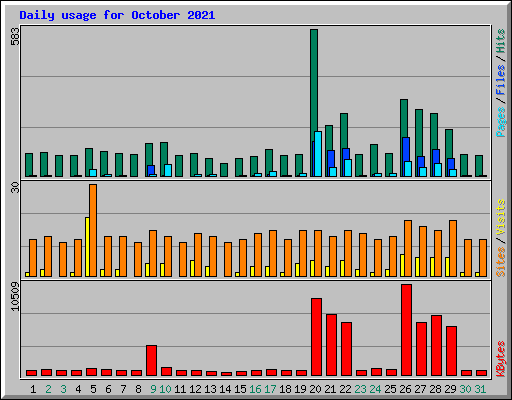 Daily usage for October 2021
583
Pages / Files / Hits
30
Sites / Visits
10509
KBytes
1 2 3 4 5 6 7 8 9 10 11 12 13 14 15 16 17 18 19 20 21 22 23 24 25 26 27 28 29 30 31